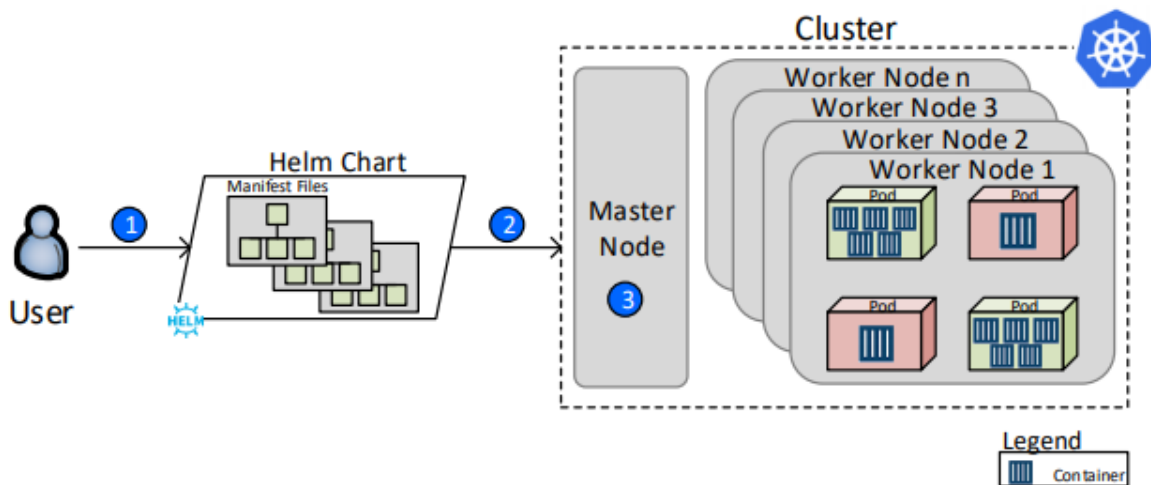 Cluster
Worker Node n
Worker Node 3
Worker Node 2
Worker Node 1
Helm Chart
Manifest Files
1
2
Master
Node
3
Pod
Pod
Pod
Pod
User
HELM
Legend
Container